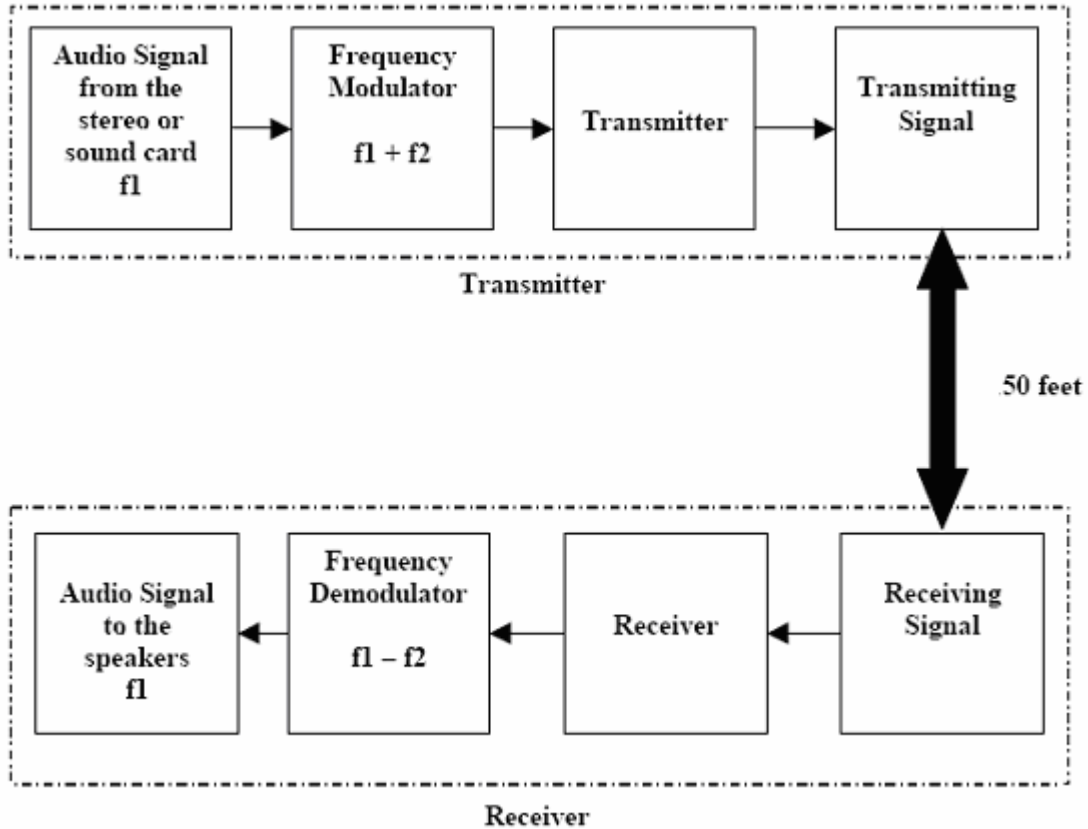 Audio Signal
from the
stereo or
sound card
f1
Frequency
Modulator
f1 + f2
Transmitter
Transmitting
Signal
Transmitter
50 feet
Audio Signal
to the
speakers
f1
Frequency
Demodulator
f1 – f2
Receiver
Receiving
Signal
Receiver